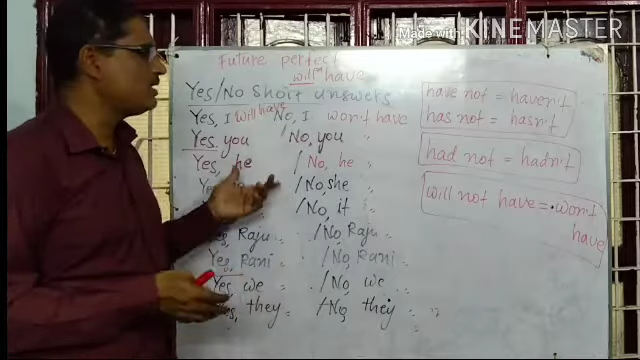 Made with KINEMASTER
Future perfect
will have
Yes/No Short answers
Yes, I will have No, I won't have
Yes, you /No, you "
Yes, he /No, he "
/No, she "
/No, it "
Yes, Raju " /No, Raju "
Yes, Rani " /No, Rani "
Yes, we " /No, we "
Yes, they " /No, they " "
have not = haven't
has not = hasn't
had not = hadn't
will not have = won't
have